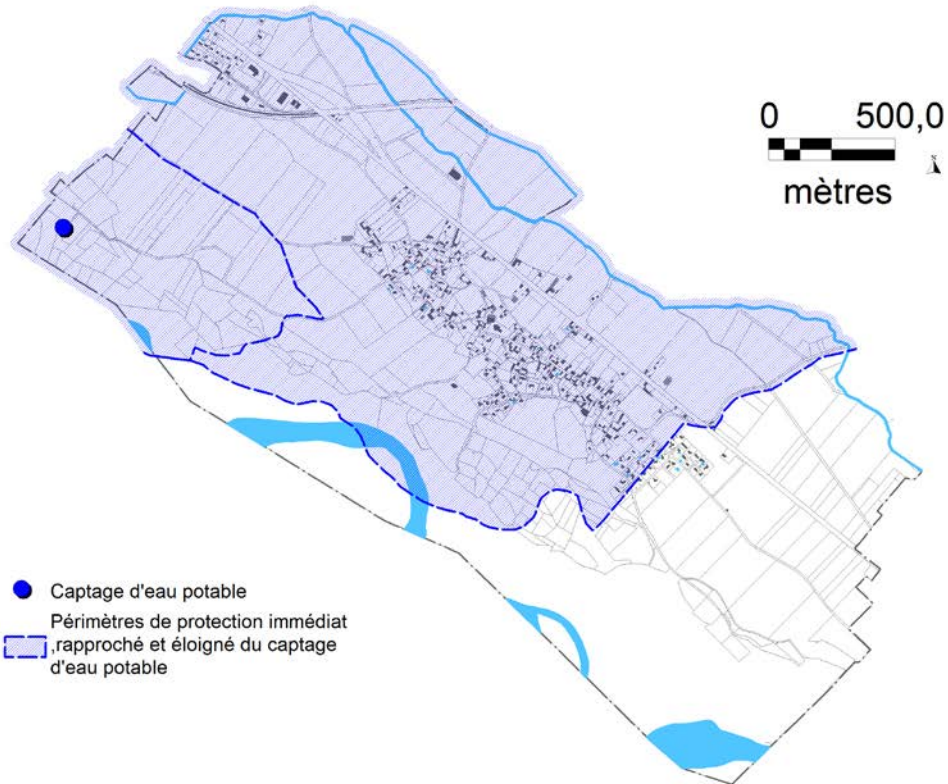 0 500,0
mètres
N
Captage d'eau potable
Périmètres de protection immédiat
,rapproché et éloigné du captage
d'eau potable